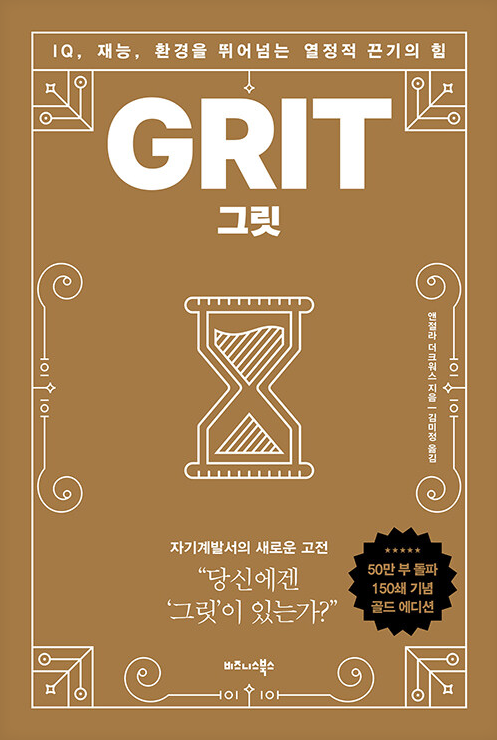 IQ, 재능, 환경을 뛰어넘는 열정적 끈기의 힘
GRIT
그릿
앤절라 더크워스 지음 | 김미정 옮김
자기계발서의 새로운 고전
“당신에겐
‘그릿’이 있는가?”
★★★★★
50만 부 돌파
150쇄 기념
골드 에디션
비즈니스북스